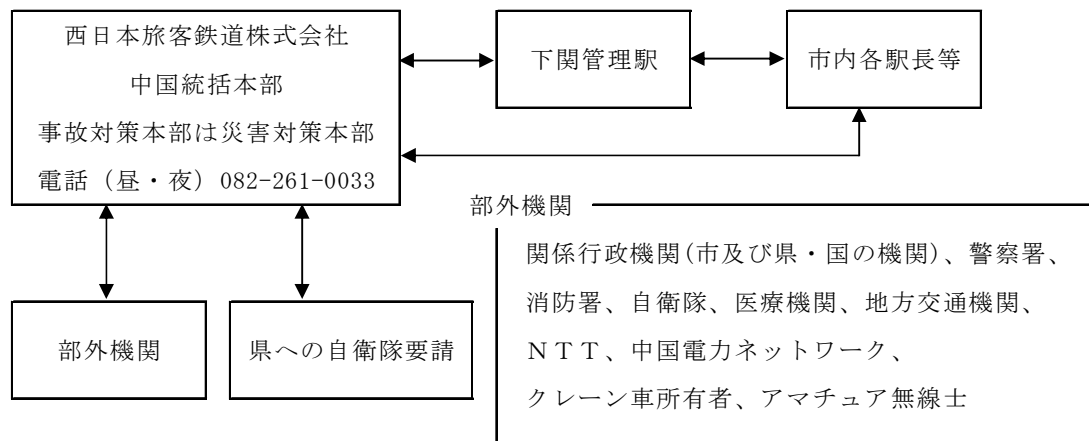 西日本旅客鉄道株式会社
中国統括本部
事故対策本部は災害対策本部
電話（昼・夜）082-261-0033
下関管理駅
市内各駅長等
部外機関
県への自衛隊要請
部外機関
関係行政機関(市及び県・国の機関)、警察署、
消防署、自衛隊、医療機関、地方交通機関、
ＮＴＴ、中国電力ネットワーク、
クレーン車所有者、アマチュア無線士